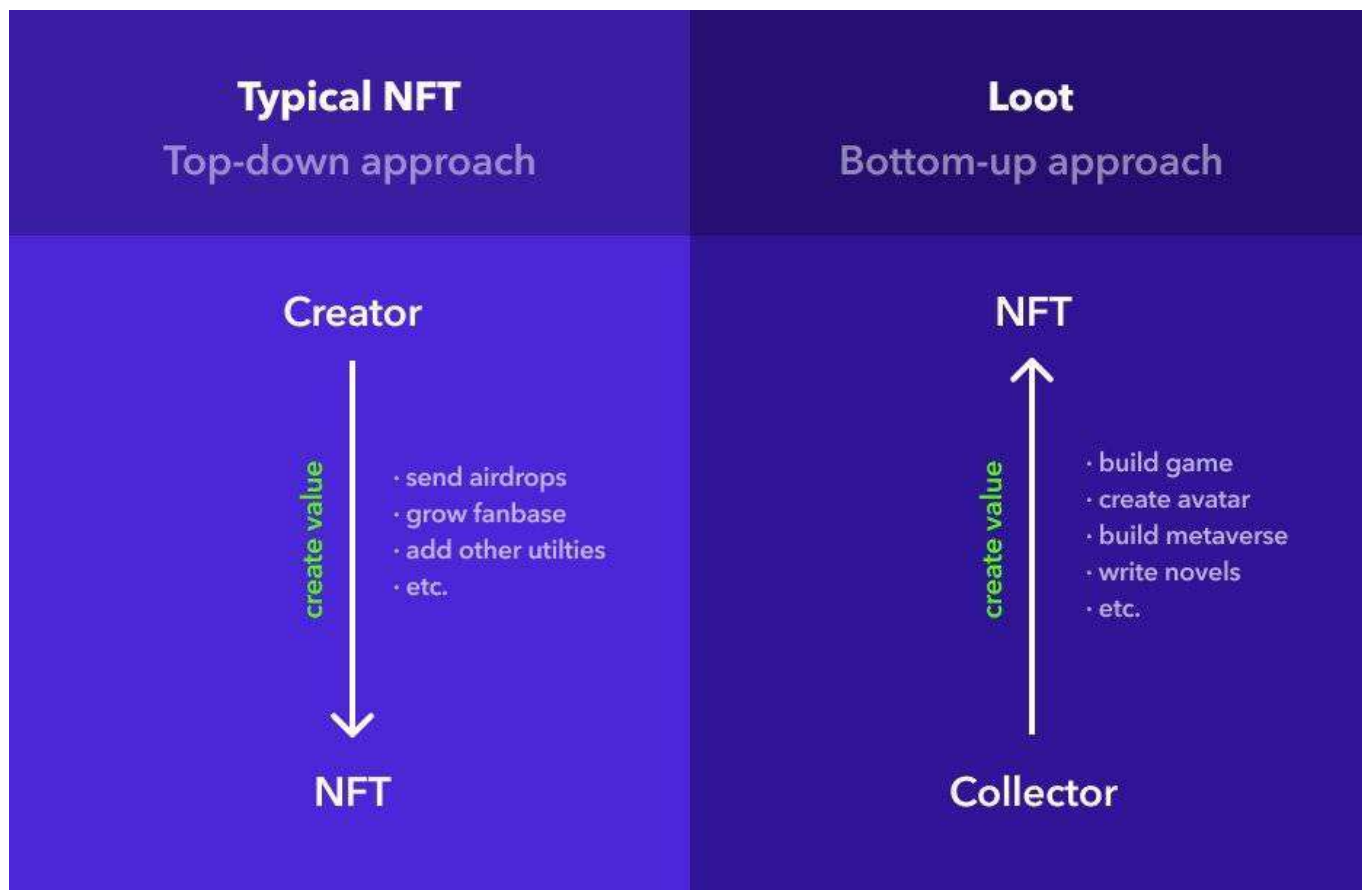 Typical NFT
Top-down approach
Creator
create value
· send airdrops
· grow fanbase
· add other utilties
· etc.
NFT
Loot
Bottom-up approach
NFT
create value
· build game
· create avatar
· build metaverse
· write novels
· etc.
Collector